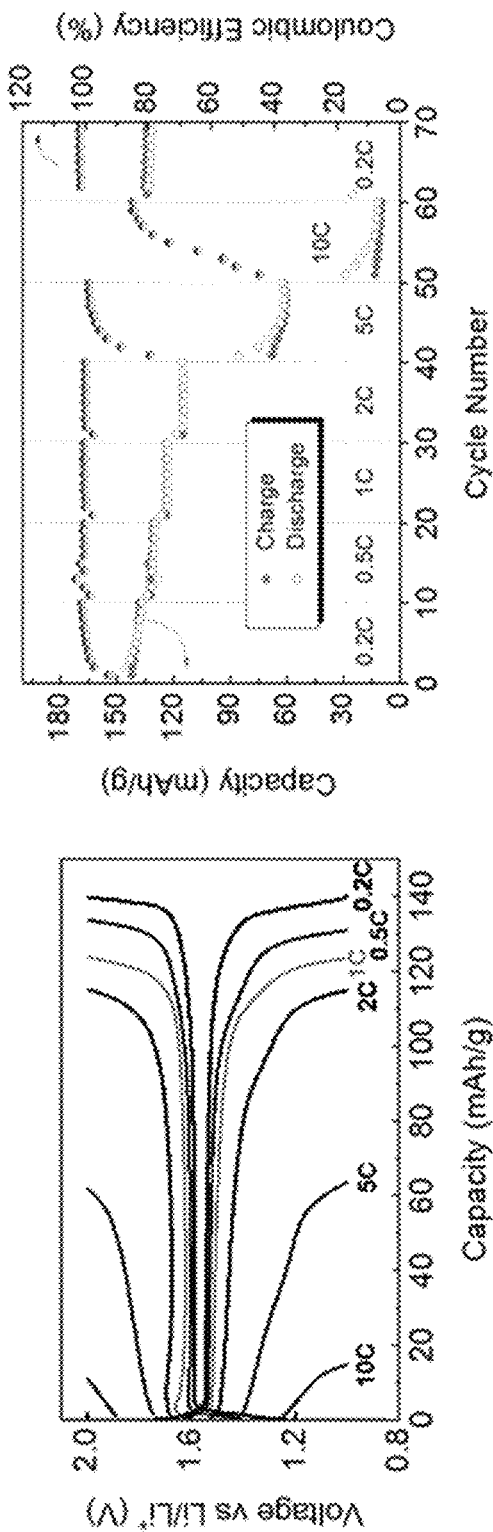 Voltage vs Li/Li⁺ (V)
2.0
1.6
1.2
0.8
10C
5C
2C
1C
0.5C
0.2C
0
20
40
60
80
100
120
140
Capacity (mAh/g)
Capacity (mAh/g)
180
150
120
90
60
30
0
Charge
Discharge
0.2C
0.5C
1C
2C
5C
10C
0.2C
0
10
20
30
40
50
60
70
Cycle Number
120
100
80
60
40
20
0
Coulombic Efficiency (%)